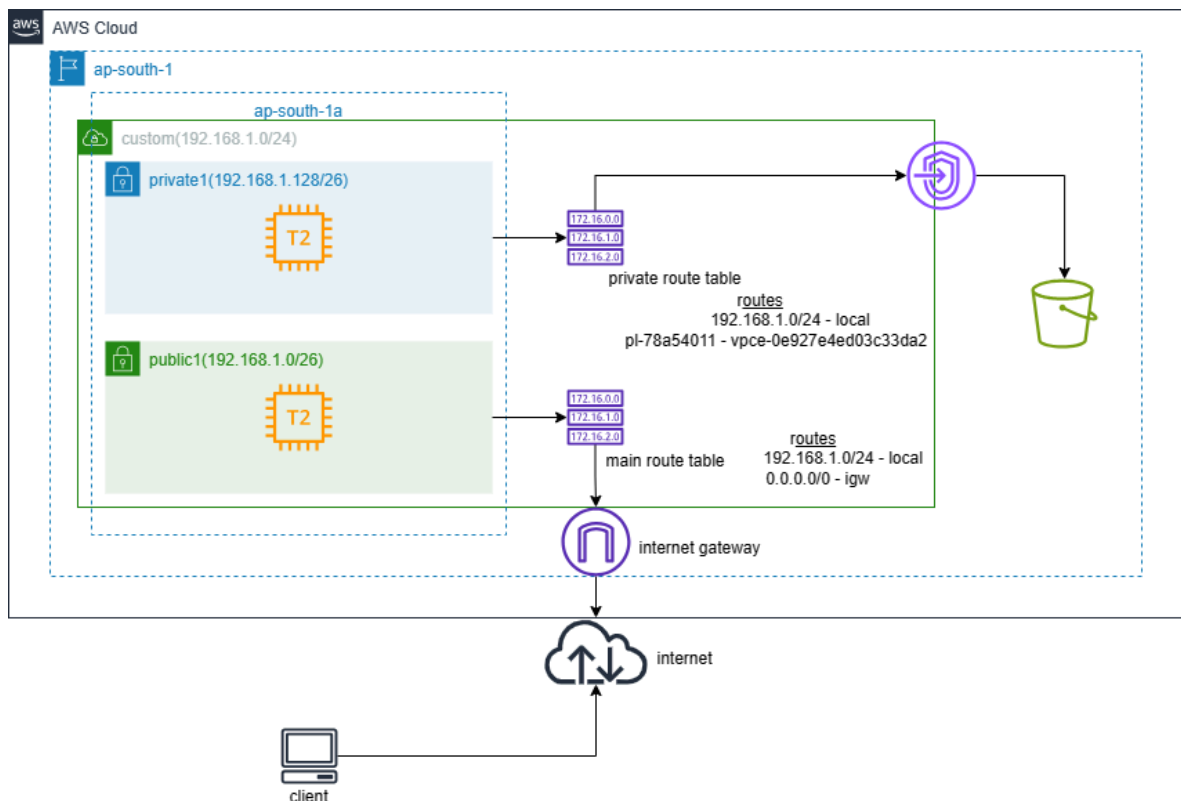 aws
AWS Cloud
ap-south-1
ap-south-1a
custom(192.168.1.0/24)
private1(192.168.1.128/26)
T2
172.16.0.0
172.16.1.0
172.16.2.0
private route table
routes
192.168.1.0/24 - local
pl-78a54011 - vpce-0e927e4ed03c33da2
public1(192.168.1.0/26)
T2
172.16.0.0
172.16.1.0
172.16.2.0
main route table
routes
192.168.1.0/24 - local
0.0.0.0/0 - igw
internet gateway
internet
client